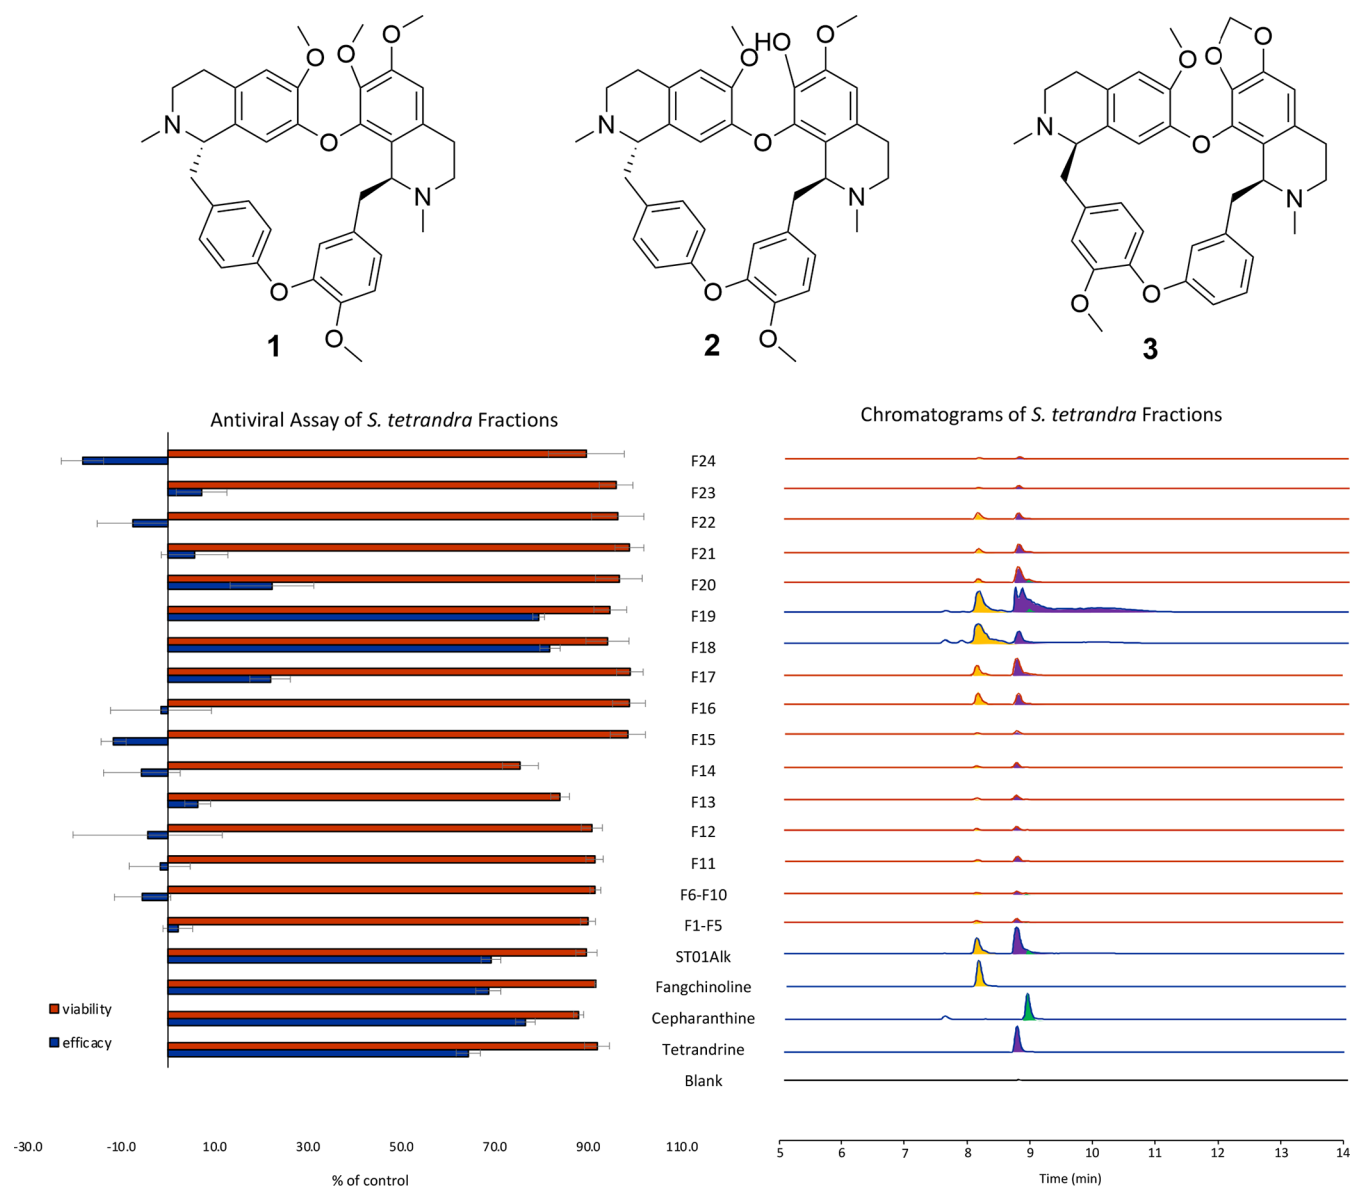 O
O
O
HO
O
O
O
O
N
N
N
O
O
O
N
N
N
O
O
O
O
O
O
1
2
3
Antiviral Assay of S. tetrandra Fractions
Chromatograms of S. tetrandra Fractions
F24
F23
F22
F21
F20
F19
F18
F17
F16
F15
F14
F13
F12
F11
F6-F10
F1-F5
ST01Alk
Fangchinoline
viability
Cepharanthine
efficacy
Tetrandrine
Blank
-30.0 -10.0 10.0 30.0 50.0 70.0 90.0 110.0
5 6 7 8 9 10 11 12 13 14
% of control
Time (min)